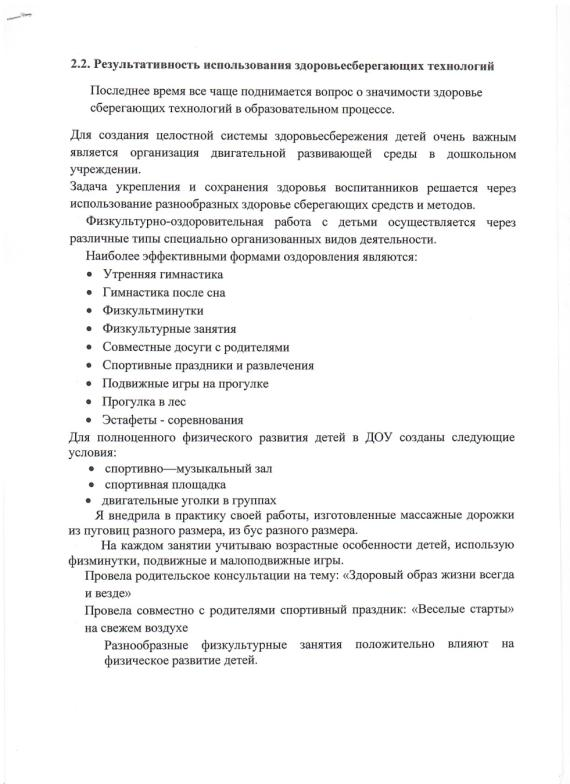 2.2. Результативность использования здоровьесберегающих технологий
Последнее время все чаще поднимается вопрос о значимости здоровье
сберегающих технологий в образовательном процессе.
Для создания целостной системы здоровьесбережения детей очень важным
является организация двигательной развивающей среды в дошкольном
учреждении.
Задача укрепления и сохранения здоровья воспитанников решается через
использование разнообразных здоровье сберегающих средств и методов.
Физкультурно-оздоровительная работа с детьми осуществляется через
различные типы специально организованных видов деятельности.
Наиболее эффективными формами оздоровления являются:
• Утренняя гимнастика
• Гимнастика после сна
• Физкультминутки
• Физкультурные занятия
• Совместные досуги с родителями
• Спортивные праздники и развлечения
• Подвижные игры на прогулке
• Прогулка в лес
• Эстафеты - соревнования
Для полноценного физического развития детей в ДОУ созданы следующие
условия:
• спортивно—музыкальный зал
• спортивная площадка
• двигательные уголки в группах
Я внедрила в практику своей работы, изготовленные массажные дорожки
из пуговиц разного размера, из бус разного размера.
На каждом занятии учитываю возрастные особенности детей, использую
физминутки, подвижные и малоподвижные игры.
Провела родительское консультации на тему: «Здоровый образ жизни всегда
и везде»
Провела совместно с родителями спортивный праздник: «Веселые старты»
на свежем воздухе
Разнообразные физкультурные занятия положительно влияют на
физическое развитие детей.